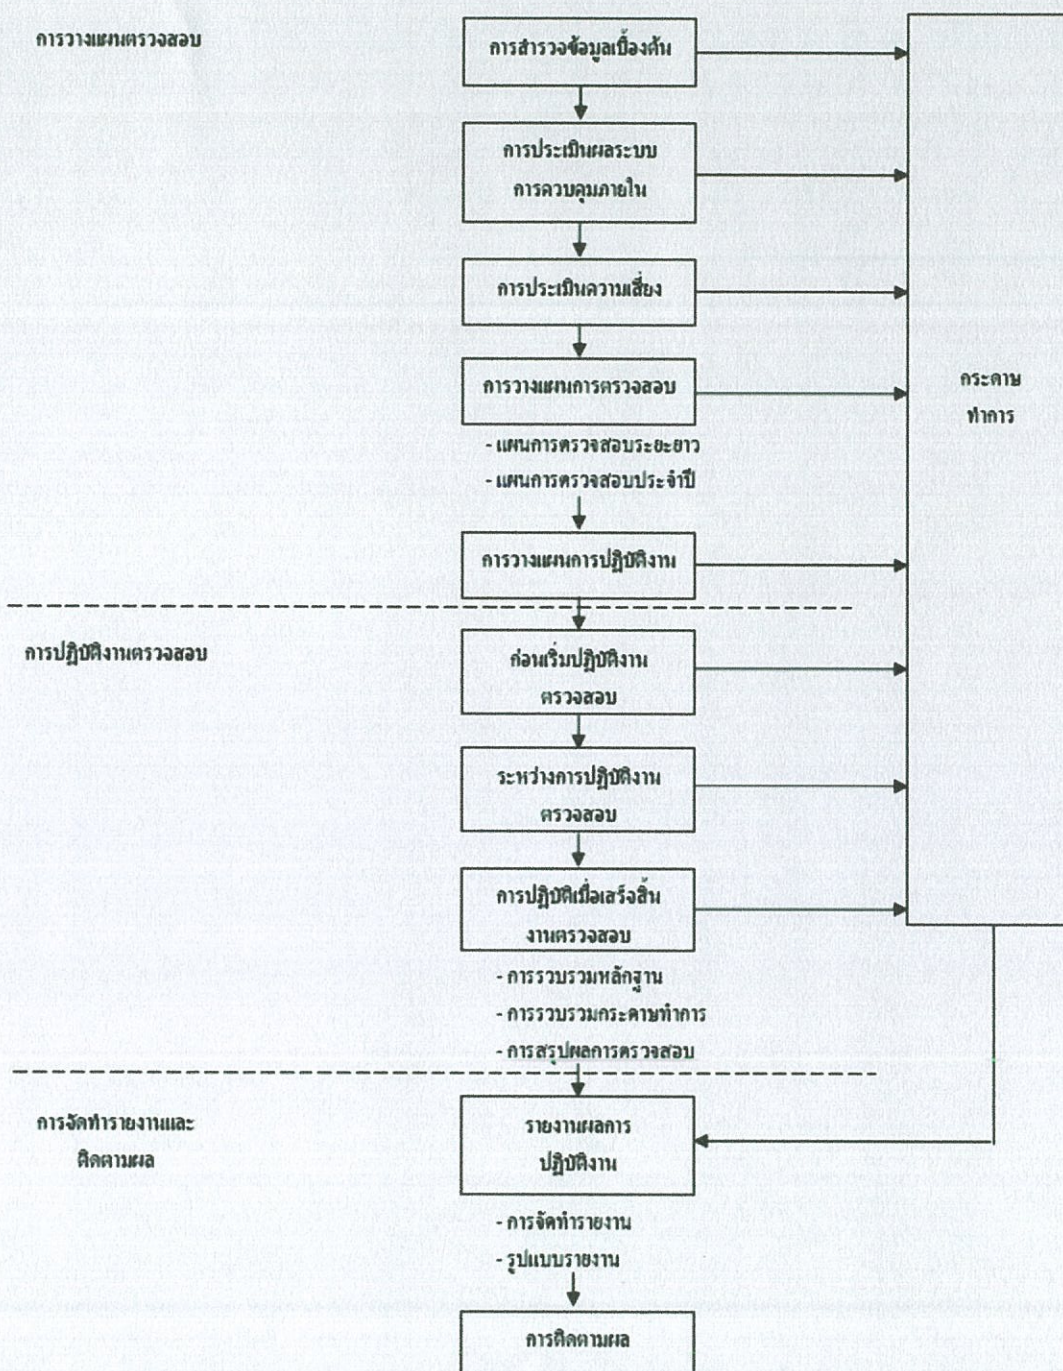 การวางแผนตรวจสอบ
การสำรวจข้อมูลเบื้องต้น
การประเมินผลระบบ
การควบคุมภายใน
การประเมินความเสี่ยง
การวางแผนการตรวจสอบ
- แผนการตรวจสอบระยะยาว
- แผนการตรวจสอบประจำปี
การวางแผนการปฏิบัติงาน
กระดาษ
ทำการ
การปฏิบัติงานตรวจสอบ
ก่อนเริ่มปฏิบัติงาน
ตรวจสอบ
ระหว่างการปฏิบัติงาน
ตรวจสอบ
การปฏิบัติเมื่อเสร็จสิ้น
งานตรวจสอบ
- การรวบรวมหลักฐาน
- การรวบรวมกระดาษทำการ
- การสรุปผลการตรวจสอบ
การจัดทำรายงานและ
ติดตามผล
รายงานผลการ
ปฏิบัติงาน
- การจัดทำรายงาน
- รูปแบบรายงาน
การติดตามผล